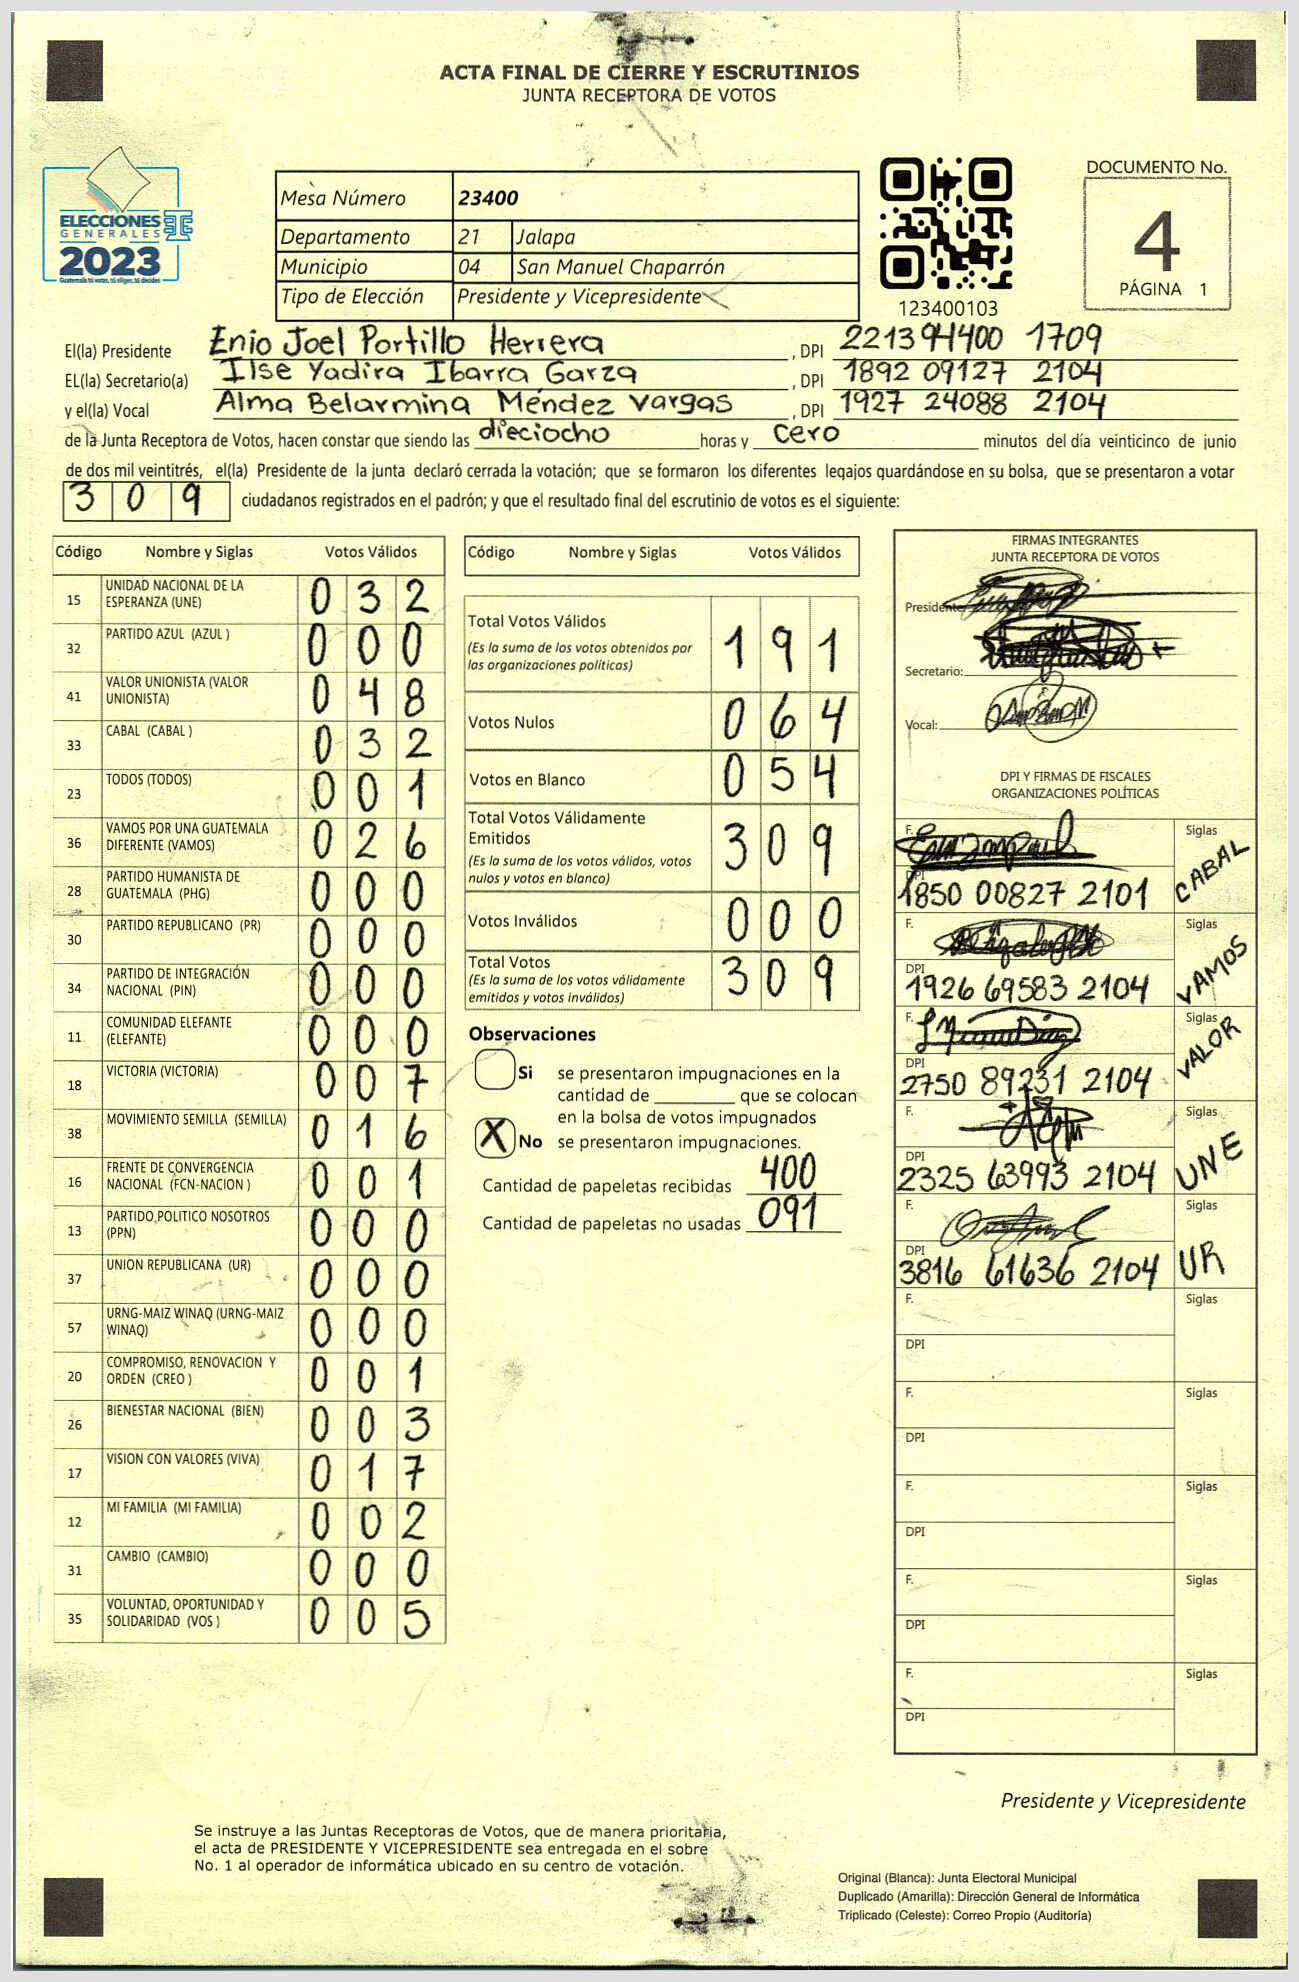 ACTA FINAL DE CIERRE Y ESCRUTINIOS
JUNTA RECEPTORA DE VOTOS
ELECCIONES
GENERALES
2023
Guatemala tú votas, tú eliges, tú decides
Mesa Número 23400
Departamento 21 Jalapa
Municipio 04 San Manuel Chaparrón
Tipo de Elección Presidente y Vicepresidente
123400103
DOCUMENTO No.
4
PÁGINA 1
El(la) Presidente Enio Joel Portillo Herrera , DPI 221394400 1709
EL(la) Secretario(a) Ilse Yadira Ibarra Garza , DPI 1892 09127 2104
y el(la) Vocal Alma Belarmina Méndez Vargas , DPI 1927 24088 2104
de la Junta Receptora de Votos, hacen constar que siendo las dieciocho horas y cero minutos del día veinticinco de junio
de dos mil veintitrés, el(la) Presidente de la junta declaró cerrada la votación; que se formaron los diferentes legajos quardándose en su bolsa, que se presentaron a votar
3 0 9 ciudadanos registrados en el padrón; y que el resultado final del escrutinio de votos es el siguiente:
Código Nombre y Siglas Votos Válidos
15 UNIDAD NACIONAL DE LA ESPERANZA (UNE) 0 3 2
32 PARTIDO AZUL (AZUL ) 0 0 0
41 VALOR UNIONISTA (VALOR UNIONISTA) 0 4 8
33 CABAL (CABAL ) 0 3 2
23 TODOS (TODOS) 0 0 1
36 VAMOS POR UNA GUATEMALA DIFERENTE (VAMOS) 0 2 6
28 PARTIDO HUMANISTA DE GUATEMALA (PHG) 0 0 0
30 PARTIDO REPUBLICANO (PR) 0 0 0
34 PARTIDO DE INTEGRACIÓN NACIONAL (PIN) 0 0 0
11 COMUNIDAD ELEFANTE (ELEFANTE) 0 0 0
18 VICTORIA (VICTORIA) 0 0 7
38 MOVIMIENTO SEMILLA (SEMILLA) 0 1 6
16 FRENTE DE CONVERGENCIA NACIONAL (FCN-NACION ) 0 0 1
13 PARTIDO POLITICO NOSOTROS (PPN) 0 0 0
37 UNION REPUBLICANA (UR) 0 0 0
57 URNG-MAIZ WINAQ (URNG-MAIZ WINAQ) 0 0 0
20 COMPROMISO, RENOVACION Y ORDEN (CREO ) 0 0 1
26 BIENESTAR NACIONAL (BIEN) 0 0 3
17 VISION CON VALORES (VIVA) 0 1 7
12 MI FAMILIA (MI FAMILIA) 0 0 2
31 CAMBIO (CAMBIO) 0 0 0
35 VOLUNTAD, OPORTUNIDAD Y SOLIDARIDAD (VOS ) 0 0 5
Código Nombre y Siglas Votos Válidos
Total Votos Válidos 1 9 1
(Es la suma de los votos obtenidos por
las organizaciones políticas)
Votos Nulos 0 6 4
Votos en Blanco 0 5 4
Total Votos Válidamente
Emitidos 3 0 9
(Es la suma de los votos válidos, votos
nulos y votos en blanco)
Votos Inválidos 0 0 0
Total Votos 3 0 9
(Es la suma de los votos válidamente
emitidos y votos inválidos)
Observaciones
Si se presentaron impugnaciones en la
cantidad de que se colocan
en la bolsa de votos impugnados
X No se presentaron impugnaciones.
Cantidad de papeletas recibidas 400
Cantidad de papeletas no usadas 091
FIRMAS INTEGRANTES
JUNTA RECEPTORA DE VOTOS
Presidente:
Secretario:
Vocal:
DPI Y FIRMAS DE FISCALES
ORGANIZACIONES POLÍTICAS
F. Siglas
DPI 1850 00827 2101 CABAL
F. Siglas
DPI 1926 69583 2104 VAMOS
F. Siglas
DPI 2750 89231 2104 VALOR
F. Siglas
DPI 2325 63993 2104 UNE
F. Siglas
DPI 3816 61636 2104 UR
F. Siglas
DPI
F. Siglas
DPI
F. Siglas
DPI
F. Siglas
DPI
F. Siglas
DPI
Presidente y Vicepresidente
Se instruye a las Juntas Receptoras de Votos, que de manera prioritaria,
el acta de PRESIDENTE Y VICEPRESIDENTE sea entregada en el sobre
No. 1 al operador de informática ubicado en su centro de votación.
Original (Blanca): Junta Electoral Municipal
Duplicado (Amarilla): Dirección General de Informática
Triplicado (Celeste): Correo Propio (Auditoría)